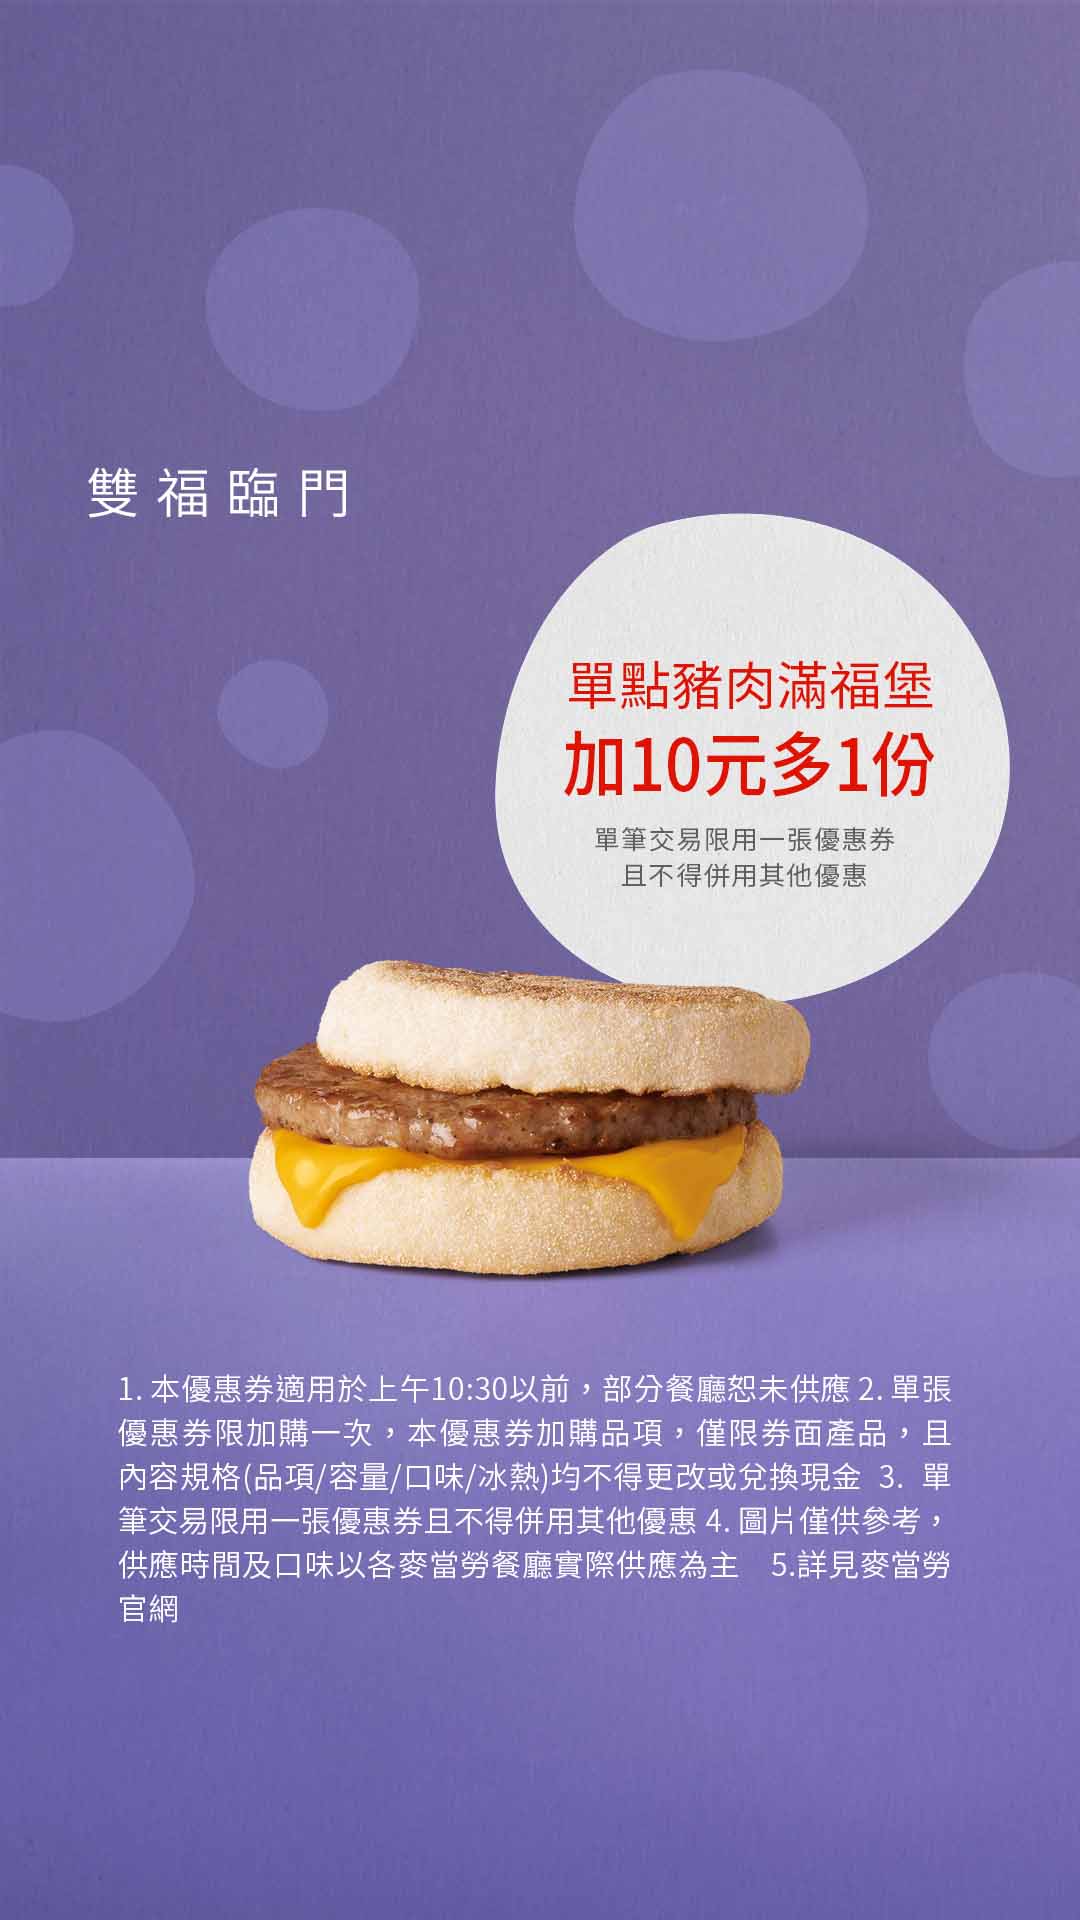 雙福臨門
單點豬肉滿福堡
加10元多1份
單筆交易限用一張優惠券
且不得併用其他優惠
1. 本優惠券適用於上午10:30以前，部分餐廳恕未供應 2. 單張
優惠券限加購一次，本優惠券加購品項，僅限券面產品，且
內容規格(品項/容量/口味/冰熱)均不得更改或兌換現金 3. 單
筆交易限用一張優惠券且不得併用其他優惠 4. 圖片僅供參考，
供應時間及口味以各麥當勞餐廳實際供應為主　5.詳見麥當勞
官網